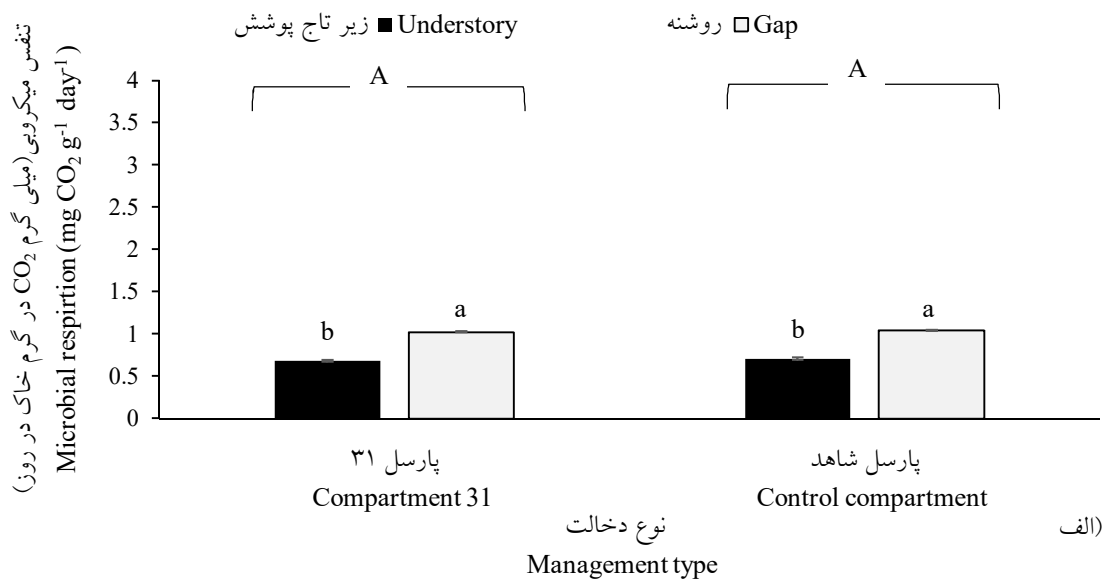 زیر تاج پوشش ■ Understory
روشنه □ Gap
تنفس میکروبی(میلی گرم CO₂ در گرم خاک در روز)
Microbial respirtion (mg CO₂ g⁻¹ day⁻¹
4
3.5
3
2.5
2
1.5
1
0.5
0
A
A
b
a
b
a
پارسل ۳۱
Compartment 31
پارسل شاهد
Control compartment
نوع دخالت
Management type
الف)